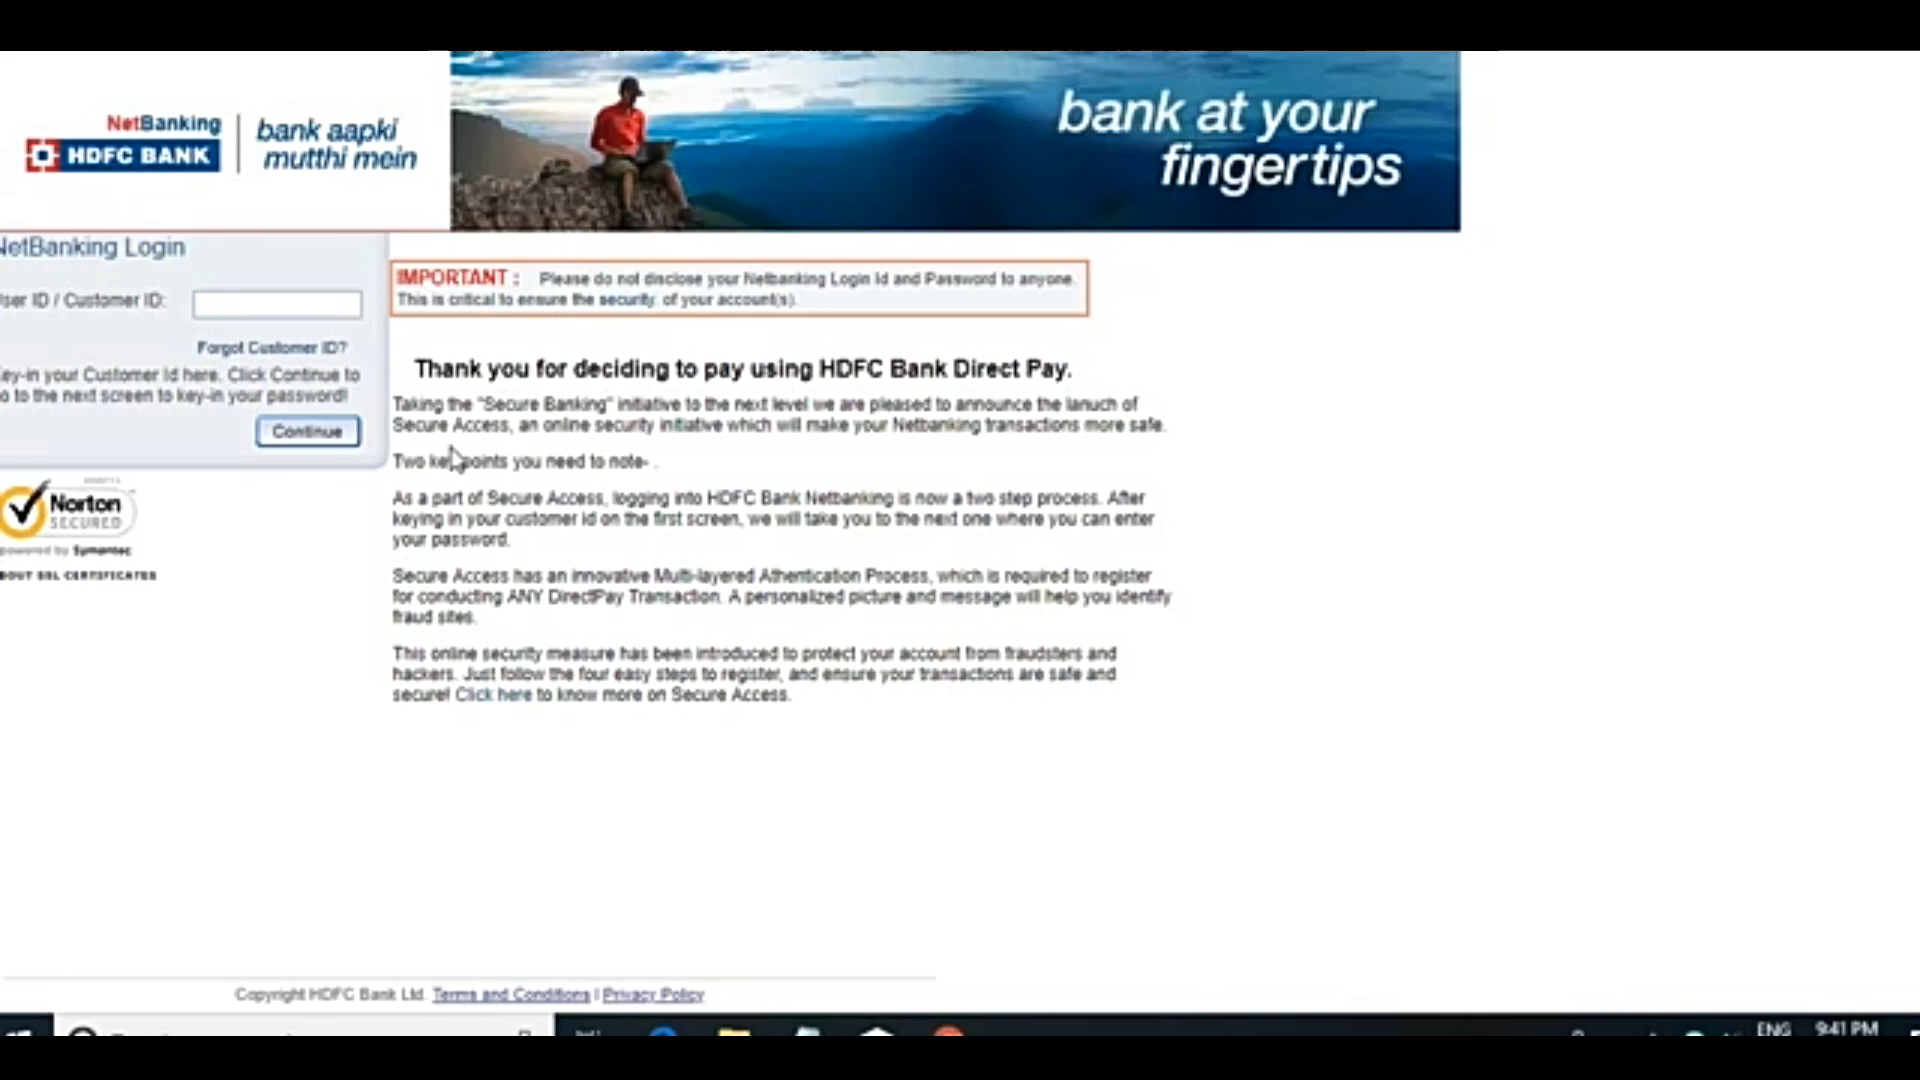 NetBanking
HDFC BANK
bank aapki
mutthi mein
bank at your
fingertips
NetBanking Login
User ID / Customer ID:
Forgot Customer ID?
ey-in your Customer Id here. Click Continue to
o to the next screen to key-in your password!
Continue
Norton
SECURED
powered by Symantec
BOUT SSL CERTIFICATES
IMPORTANT : Please do not disclose your Netbanking Login Id and Password to anyone.
This is critical to ensure the security of your account(s).
Thank you for deciding to pay using HDFC Bank Direct Pay.
Taking the "Secure Banking" initiative to the next level we are pleased to announce the lanuch of
Secure Access, an online security initiative which will make your Netbanking transactions more safe.
Two key points you need to note- .
As a part of Secure Access, logging into HDFC Bank Netbanking is now a two step process. After
keying in your customer id on the first screen, we will take you to the next one where you can enter
your password.
Secure Access has an innovative Multi-layered Athentication Process, which is required to register
for conducting ANY DirectPay Transaction. A personalized picture and message will help you identify
fraud sites.
This online security measure has been introduced to protect your account from fraudsters and
hackers. Just follow the four easy steps to register, and ensure your transactions are safe and
secure! Click here to know more on Secure Access.
Copyright HDFC Bank Ltd. Terms and Conditions | Privacy Policy
ENG 9:41 PM